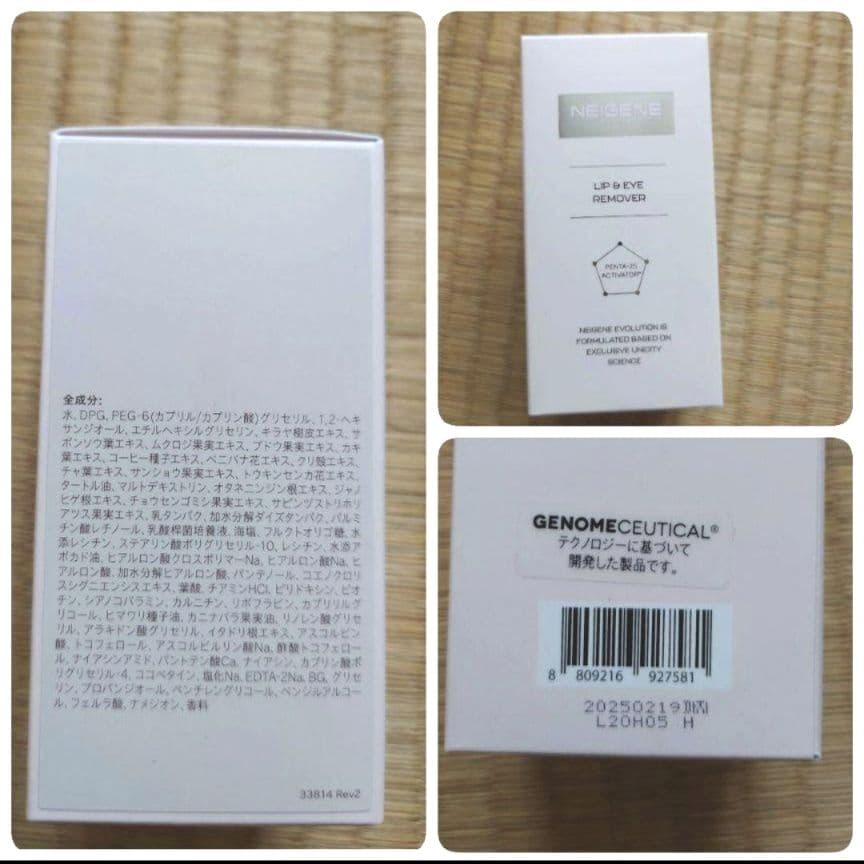 全成分:
水、DPG、PEG-6(カプリル/カプリン酸)グリセリル、1,2-ヘキ
サンジオール、エチルヘキシルグリセリン、キラヤ樹皮エキス、サ
ボンソウ葉エキス、ムクロジ果実エキス、ブドウ果実エキス、カキ
葉エキス、コーヒー種子エキス、ベニバナ花エキス、クリ殻エキス、
チャ葉エキス、サンショウ果実エキス、トウキンセンカ花エキス、
タートル油、マルトデキストリン、オタネニンジン根エキス、ジャノ
ヒゲ根エキス、チョウセンゴミシ果実エキス、サピンヅストリホリ
アツス果実エキス、乳タンパク、加水分解ダイズタンパク、パルミ
チン酸レチノール、乳酸桿菌培養液、海塩、フルクトオリゴ糖、水
添レシチン、ステアリン酸ポリグリセリル-10、レシチン、水添ア
ボカド油、ヒアルロン酸クロスポリマーNa、ヒアルロン酸Na、ヒ
アルロン酸、加水分解ヒアルロン酸、パンテノール、コエノクロリ
スシグニエンシスエキス、葉酸、チアミンHCl、ピリドキシン、ビオ
チン、シアノコバラミン、カルニチン、リボフラビン、カプリリルグ
リコール、ヒマワリ種子油、カニナバラ果実油、リノレン酸グリセ
リル、アラキドン酸グリセリル、イタドリ根エキス、アスコルビン
酸、トコフェロール、アスコルビルリン酸Na、酢酸トコフェロー
ル、ナイアシンアミド、パントテン酸Ca、ナイアシン、カプリン酸ポ
リグリセリル-4、ココベタイン、塩化Na、EDTA-2Na、BG、グリ
セリン、プロパンジオール、ペンチレングリコール、ベンジルアルコー
ル、フェルラ酸、ナメジオン、香料
33814 Rev2
NEIGENE
LIP & EYE
REMOVER
PENTA-25
ACTIVATOR®
NEIGENE EVOLUTION IS
FORMULATED BASED ON
EXCLUSIVE UNICITY
SCIENCE
GENOMECEUTICAL®
テクノロジーに基づいて
開発した製品です。
8 809216 927581
20250219까지
L20H05 H